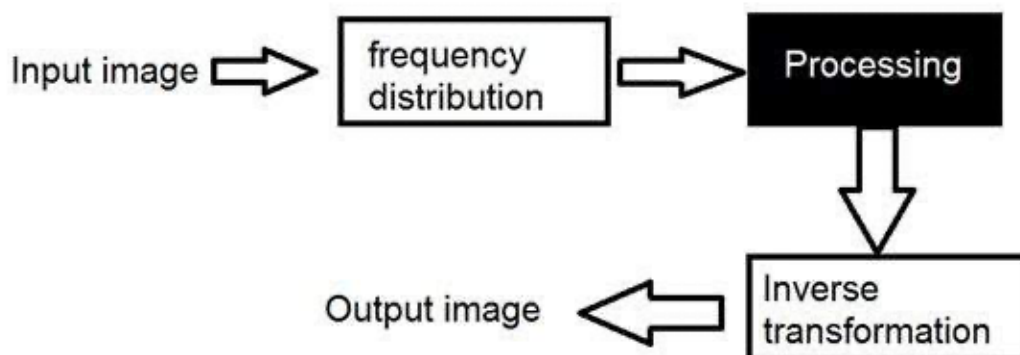 Input image
frequency
distribution
Processing
Inverse
transformation
Output image